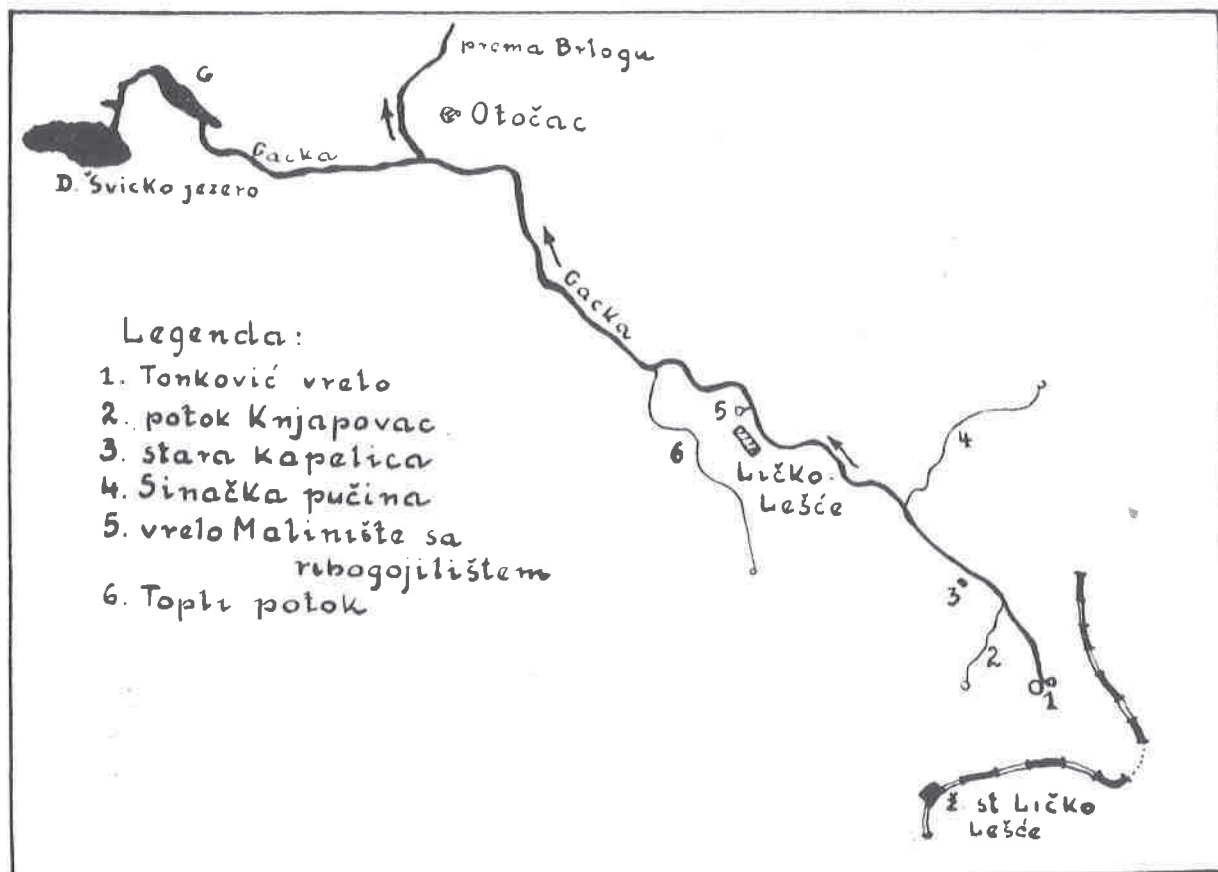 prema Brlogu
G
Otočac
Gacka
D. Švicko jezero
Gacka
Legenda:
1. Tonković vrelo
2. potok Knjapovac
3. stara kapelica
4. Sinačka pučina
5. vrelo Malinište sa
ribogojilištem
6. Topli potok
5
4
6
Ličko-
Lešće
3
2
1
ž. st Ličko
Lešće